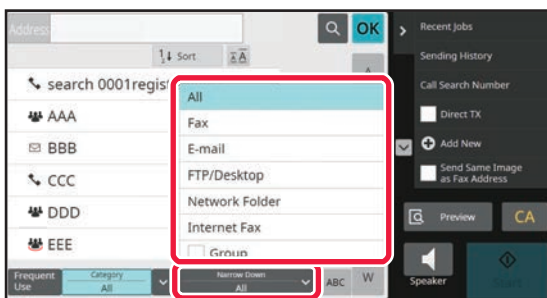 Address
OK
Sort
search 0001regist
AAA
BBB
CCC
DDD
EEE
All
Fax
E-mail
FTP/Desktop
Network Folder
Internet Fax
Group
Frequent
Use
Category
All
Narrow Down
All
ABC
W
Recent Jobs
Sending History
Call Search Number
Direct TX
Add New
Send Same Image
as Fax Address
Preview
CA
Speaker
Start